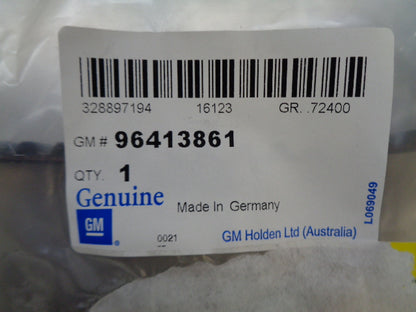 328897194 16123 GR. .72400
GM # 96413861
QTY. 1
Genuine
GM
Made In Germany
0021
GM Holden Ltd (Australia)
L069049